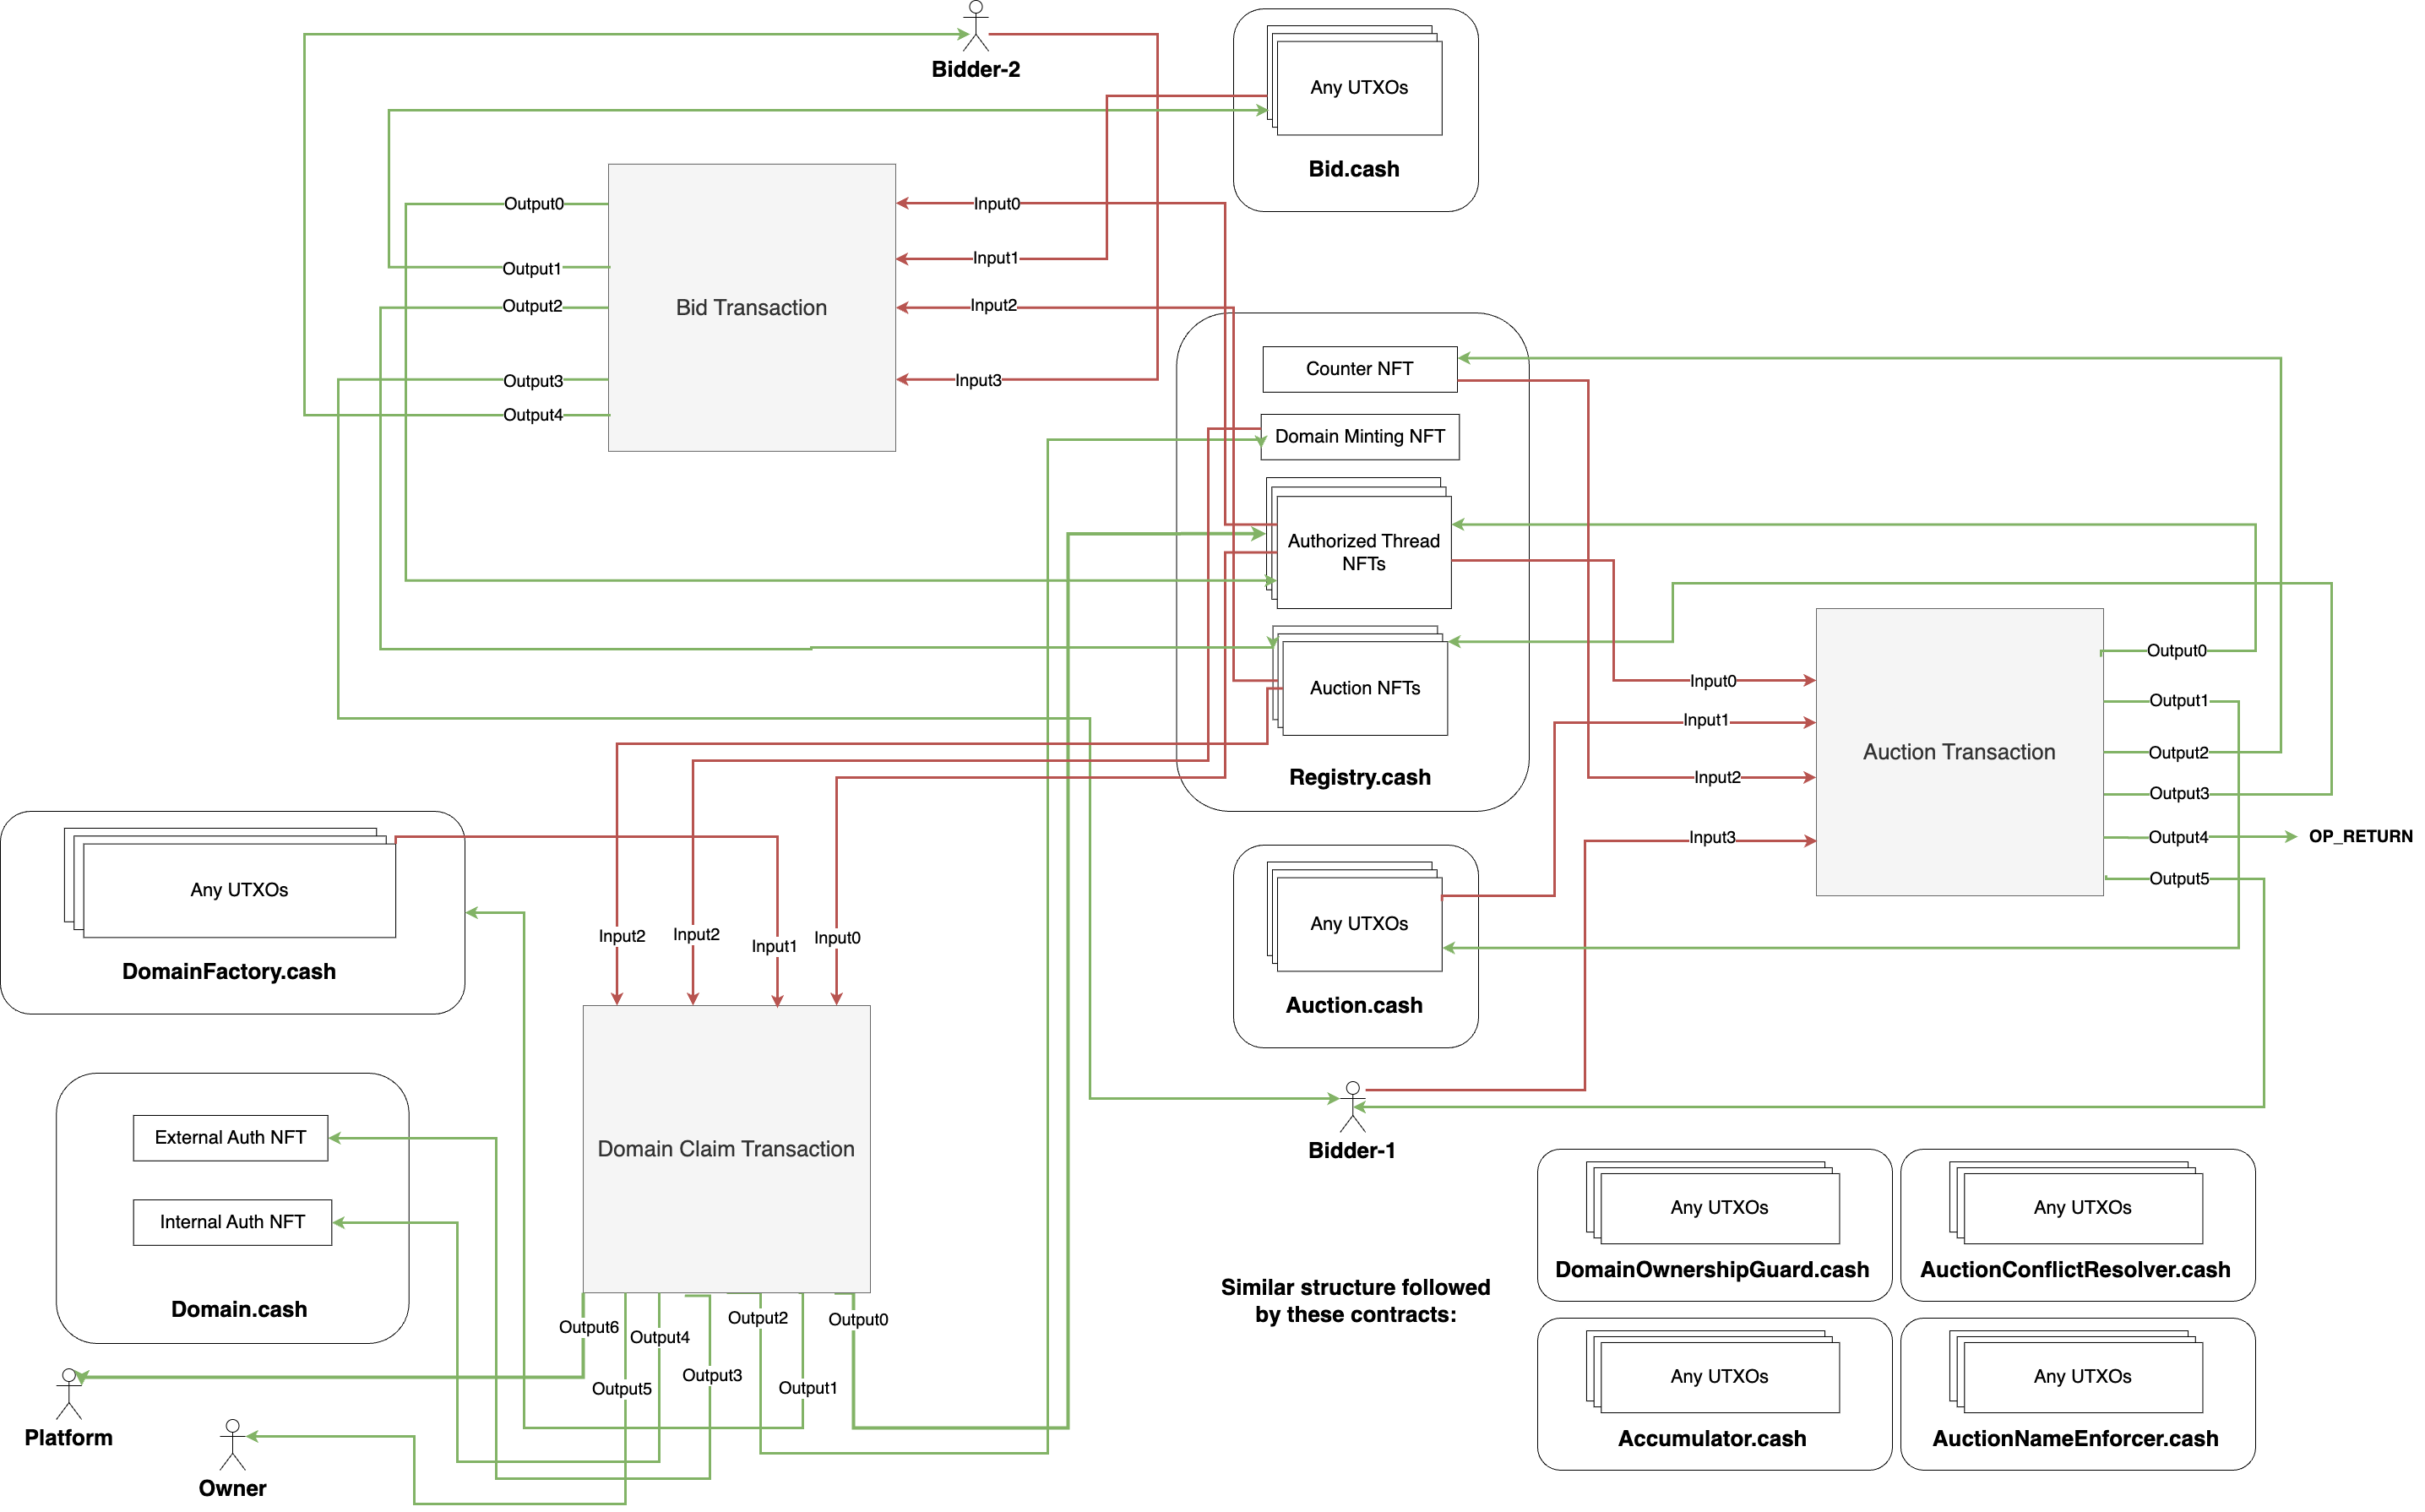 Bidder-2
Any UTXOs
Bid.cash
Output0
Output1
Output2
Output3
Output4
Bid Transaction
Input0
Input1
Input2
Input3
Counter NFT
Domain Minting NFT
Authorized Thread
NFTs
Auction NFTs
Registry.cash
Input0
Input1
Input2
Input3
Auction Transaction
Output0
Output1
Output2
Output3
Output4
OP_RETURN
Output5
Any UTXOs
DomainFactory.cash
Input2
Input2
Input1
Input0
Any UTXOs
Auction.cash
External Auth NFT
Internal Auth NFT
Domain.cash
Domain Claim Transaction
Bidder-1
Output6
Output5
Output4
Output3
Output2
Output1
Output0
Platform
Owner
Similar structure followed
by these contracts:
Any UTXOs
DomainOwnershipGuard.cash
Any UTXOs
AuctionConflictResolver.cash
Any UTXOs
Accumulator.cash
Any UTXOs
AuctionNameEnforcer.cash